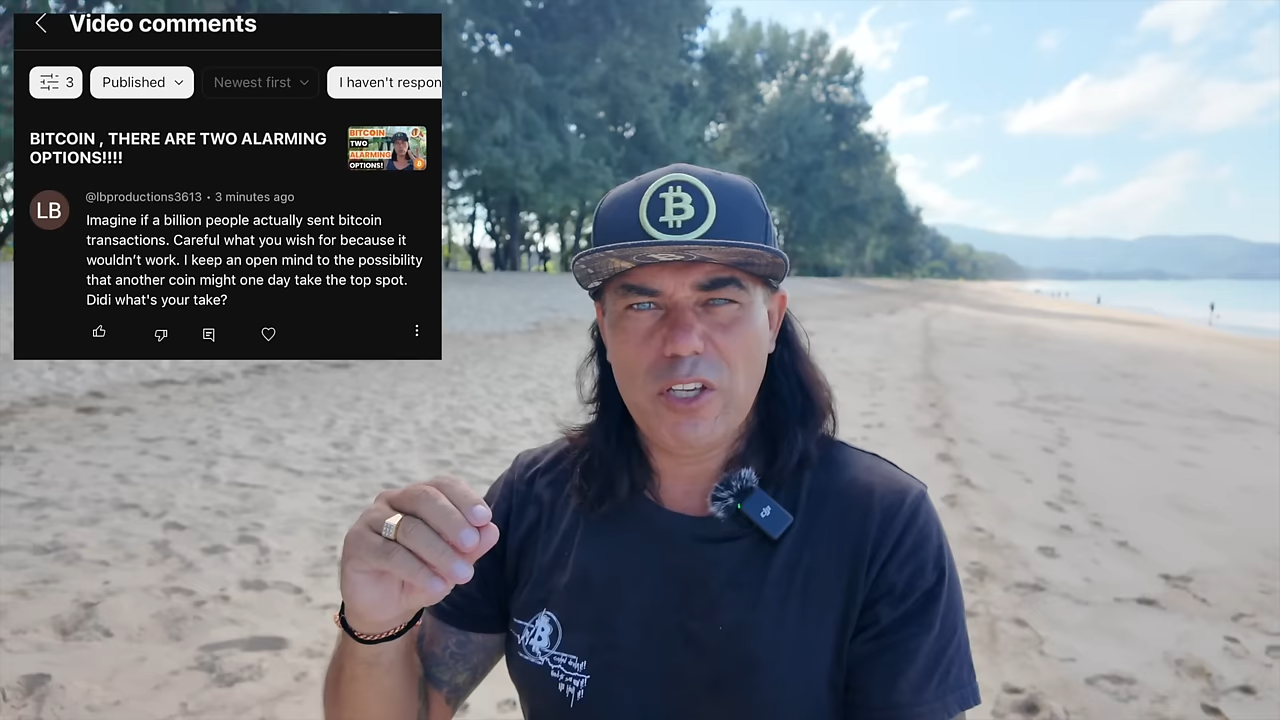 Video comments
3
Published
Newest first
I haven't respon
BITCOIN , THERE ARE TWO ALARMING
OPTIONS!!!!
BITCOIN
TWO
ALARMING
OPTIONS!
@lbproductions3613 • 3 minutes ago
LB
Imagine if a billion people actually sent bitcoin
transactions. Careful what you wish for because it
wouldn't work. I keep an open mind to the possibility
that another coin might one day take the top spot.
Didi what's your take?